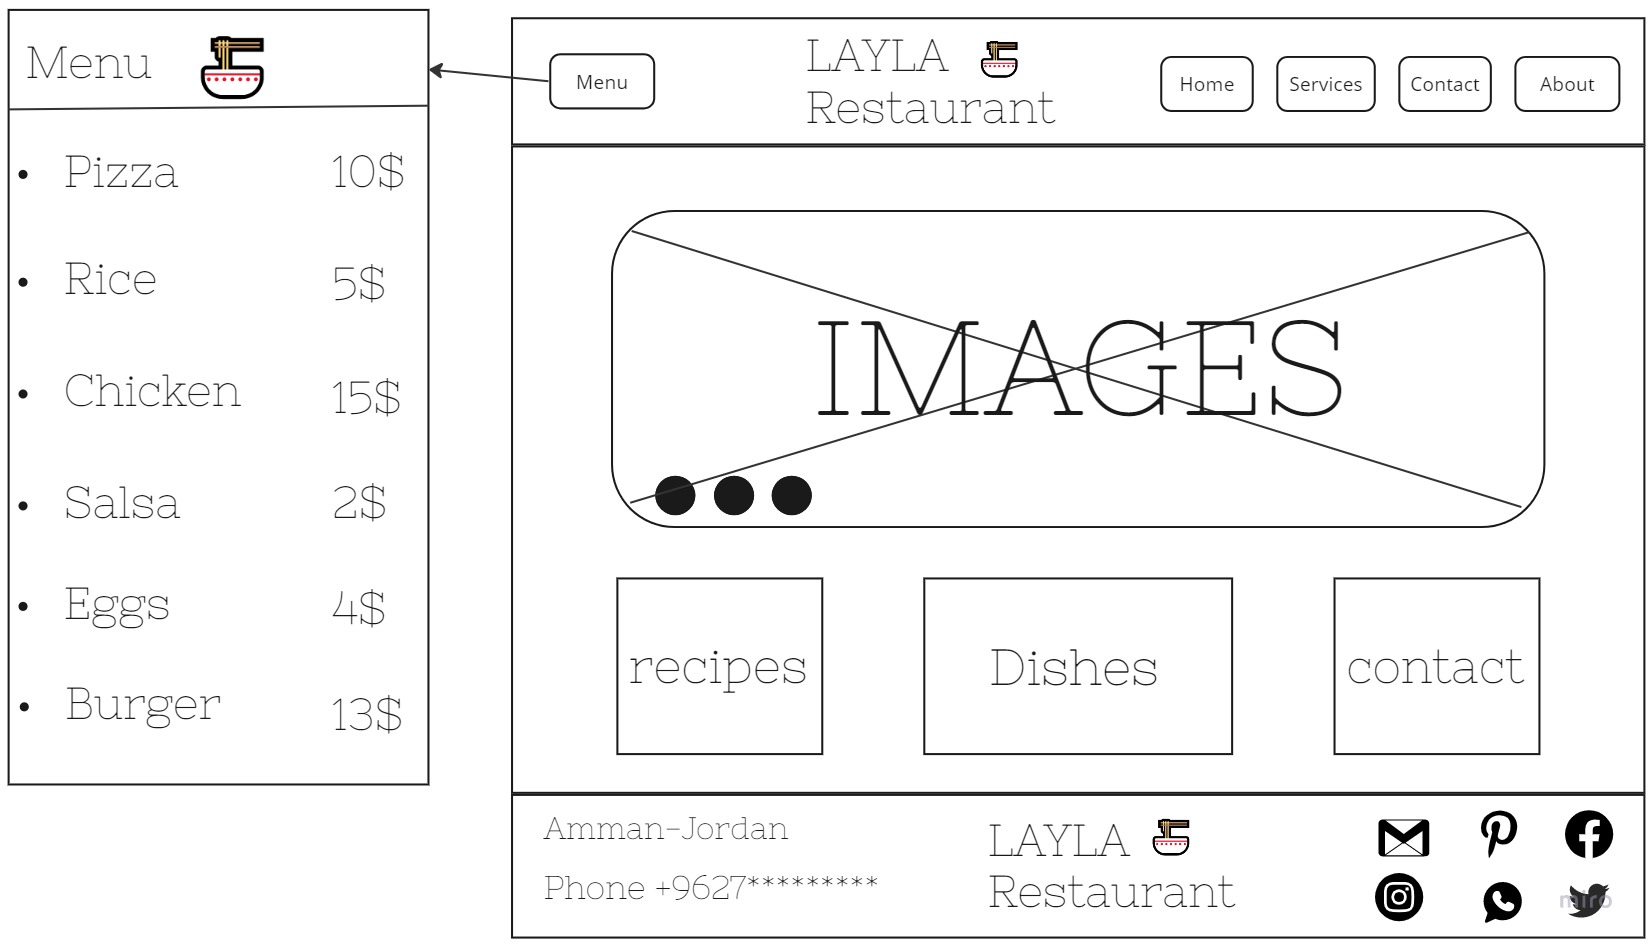 Menu
Pizza 10$
Rice 5$
Chicken 15$
Salsa 2$
Eggs 4$
Burger 13$
Menu
LAYLA
Restaurant
Home Services Contact About
IMAGES
recipes Dishes contact
Amman-Jordan
Phone +9627*********
LAYLA
Restaurant
miro